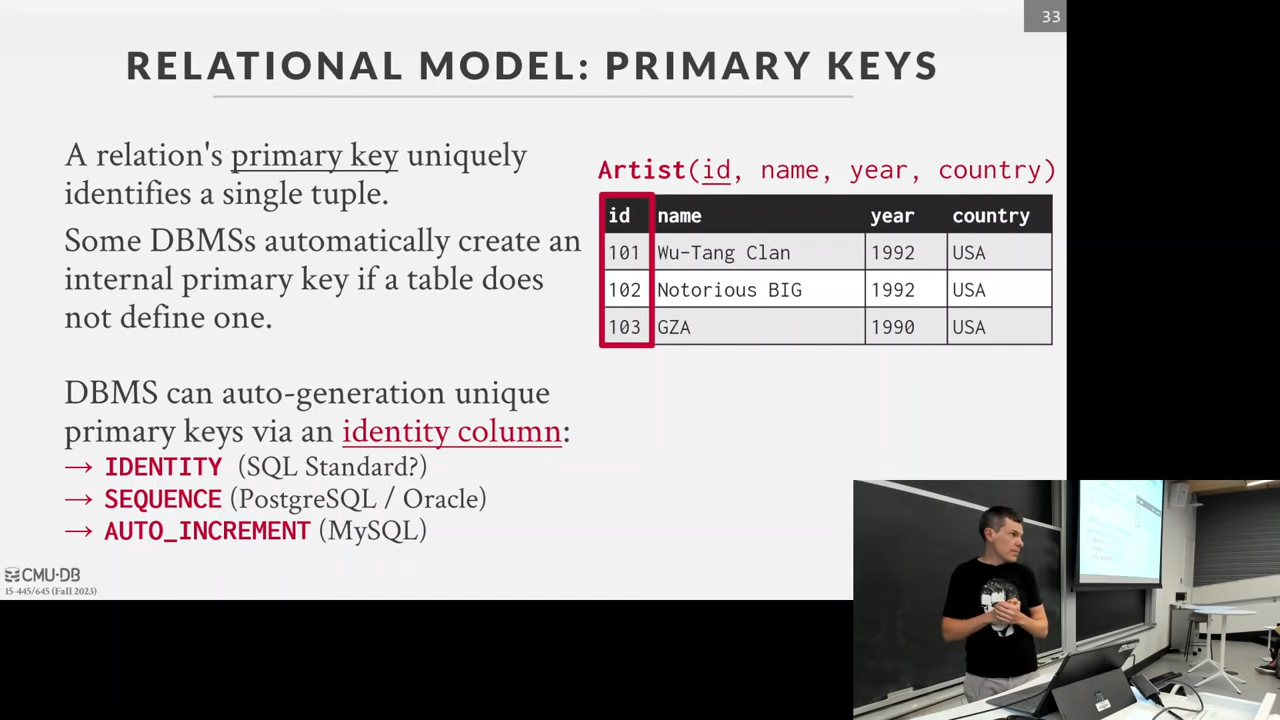 33
RELATIONAL MODEL: PRIMARY KEYS
A relation's primary key uniquely
identifies a single tuple.
Some DBMSs automatically create an
internal primary key if a table does
not define one.
DBMS can auto-generation unique
primary keys via an identity column:
→ IDENTITY (SQL Standard?)
→ SEQUENCE (PostgreSQL / Oracle)
→ AUTO_INCREMENT (MySQL)
Artist(id, name, year, country)
id name year country
101 Wu-Tang Clan 1992 USA
102 Notorious BIG 1992 USA
103 GZA 1990 USA
CMU·DB
15-445/645 (Fall 2023)